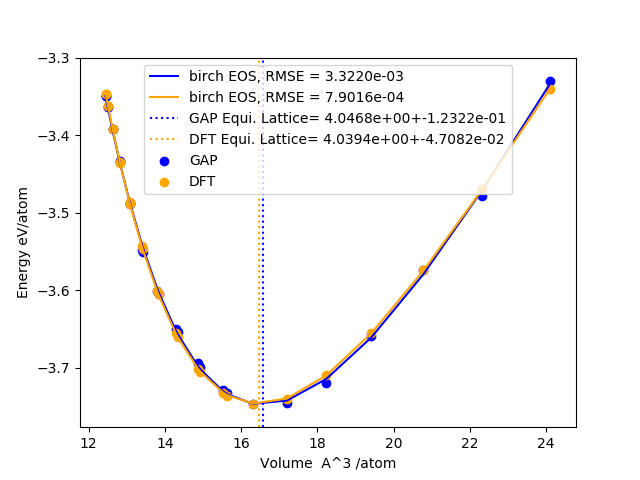 birch EOS, RMSE = 3.3220e-03
birch EOS, RMSE = 7.9016e-04
GAP Equi. Lattice= 4.0468e+00+-1.2322e-01
DFT Equi. Lattice= 4.0394e+00+-4.7082e-02
GAP
DFT
Energy eV/atom
−3.3
−3.4
−3.5
−3.6
−3.7
12
14
16
18
20
22
24
Volume  A^3 /atom